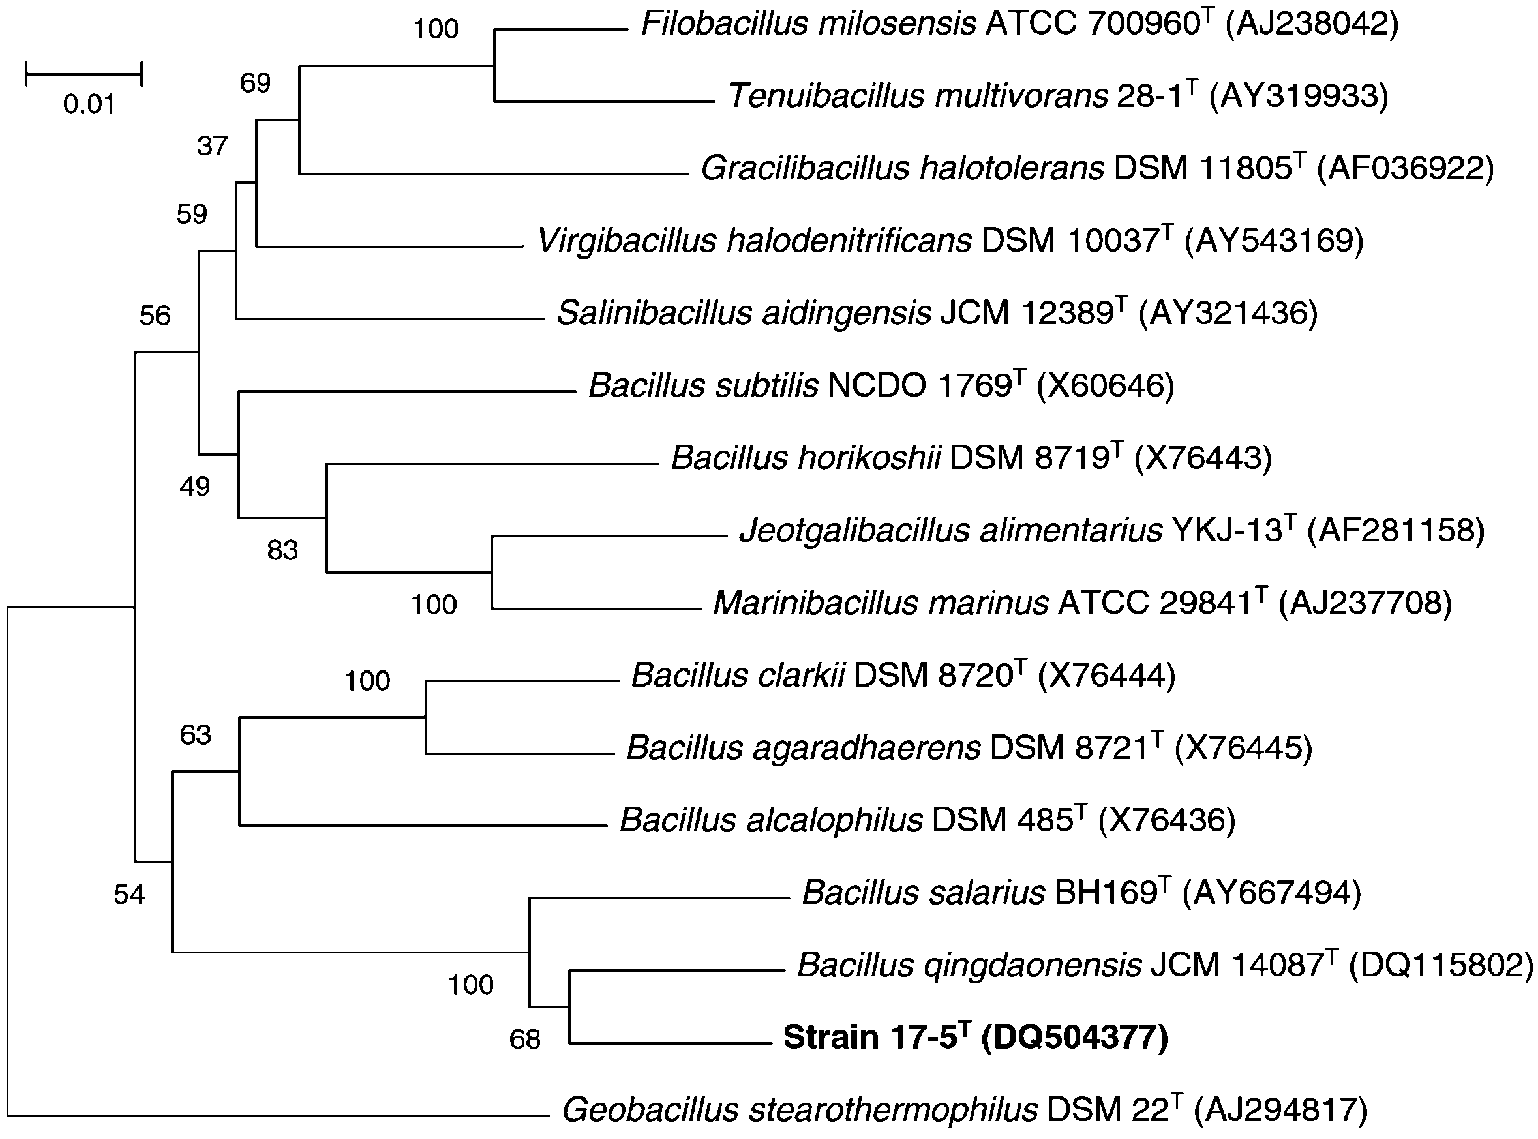 100
Filobacillus milosensis ATCC 700960ᵀ (AJ238042)
0.01
69
Tenuibacillus multivorans 28-1ᵀ (AY319933)
37
Gracilibacillus halotolerans DSM 11805ᵀ (AF036922)
59
Virgibacillus halodenitrificans DSM 10037ᵀ (AY543169)
56
Salinibacillus aidingensis JCM 12389ᵀ (AY321436)
Bacillus subtilis NCDO 1769ᵀ (X60646)
Bacillus horikoshii DSM 8719ᵀ (X76443)
49
Jeotgalibacillus alimentarius YKJ-13ᵀ (AF281158)
83
100
Marinibacillus marinus ATCC 29841ᵀ (AJ237708)
100
Bacillus clarkii DSM 8720ᵀ (X76444)
63
Bacillus agaradhaerens DSM 8721ᵀ (X76445)
Bacillus alcalophilus DSM 485ᵀ (X76436)
54
Bacillus salarius BH169ᵀ (AY667494)
Bacillus qingdaonensis JCM 14087ᵀ (DQ115802)
100
68
Strain 17-5ᵀ (DQ504377)
Geobacillus stearothermophilus DSM 22ᵀ (AJ294817)